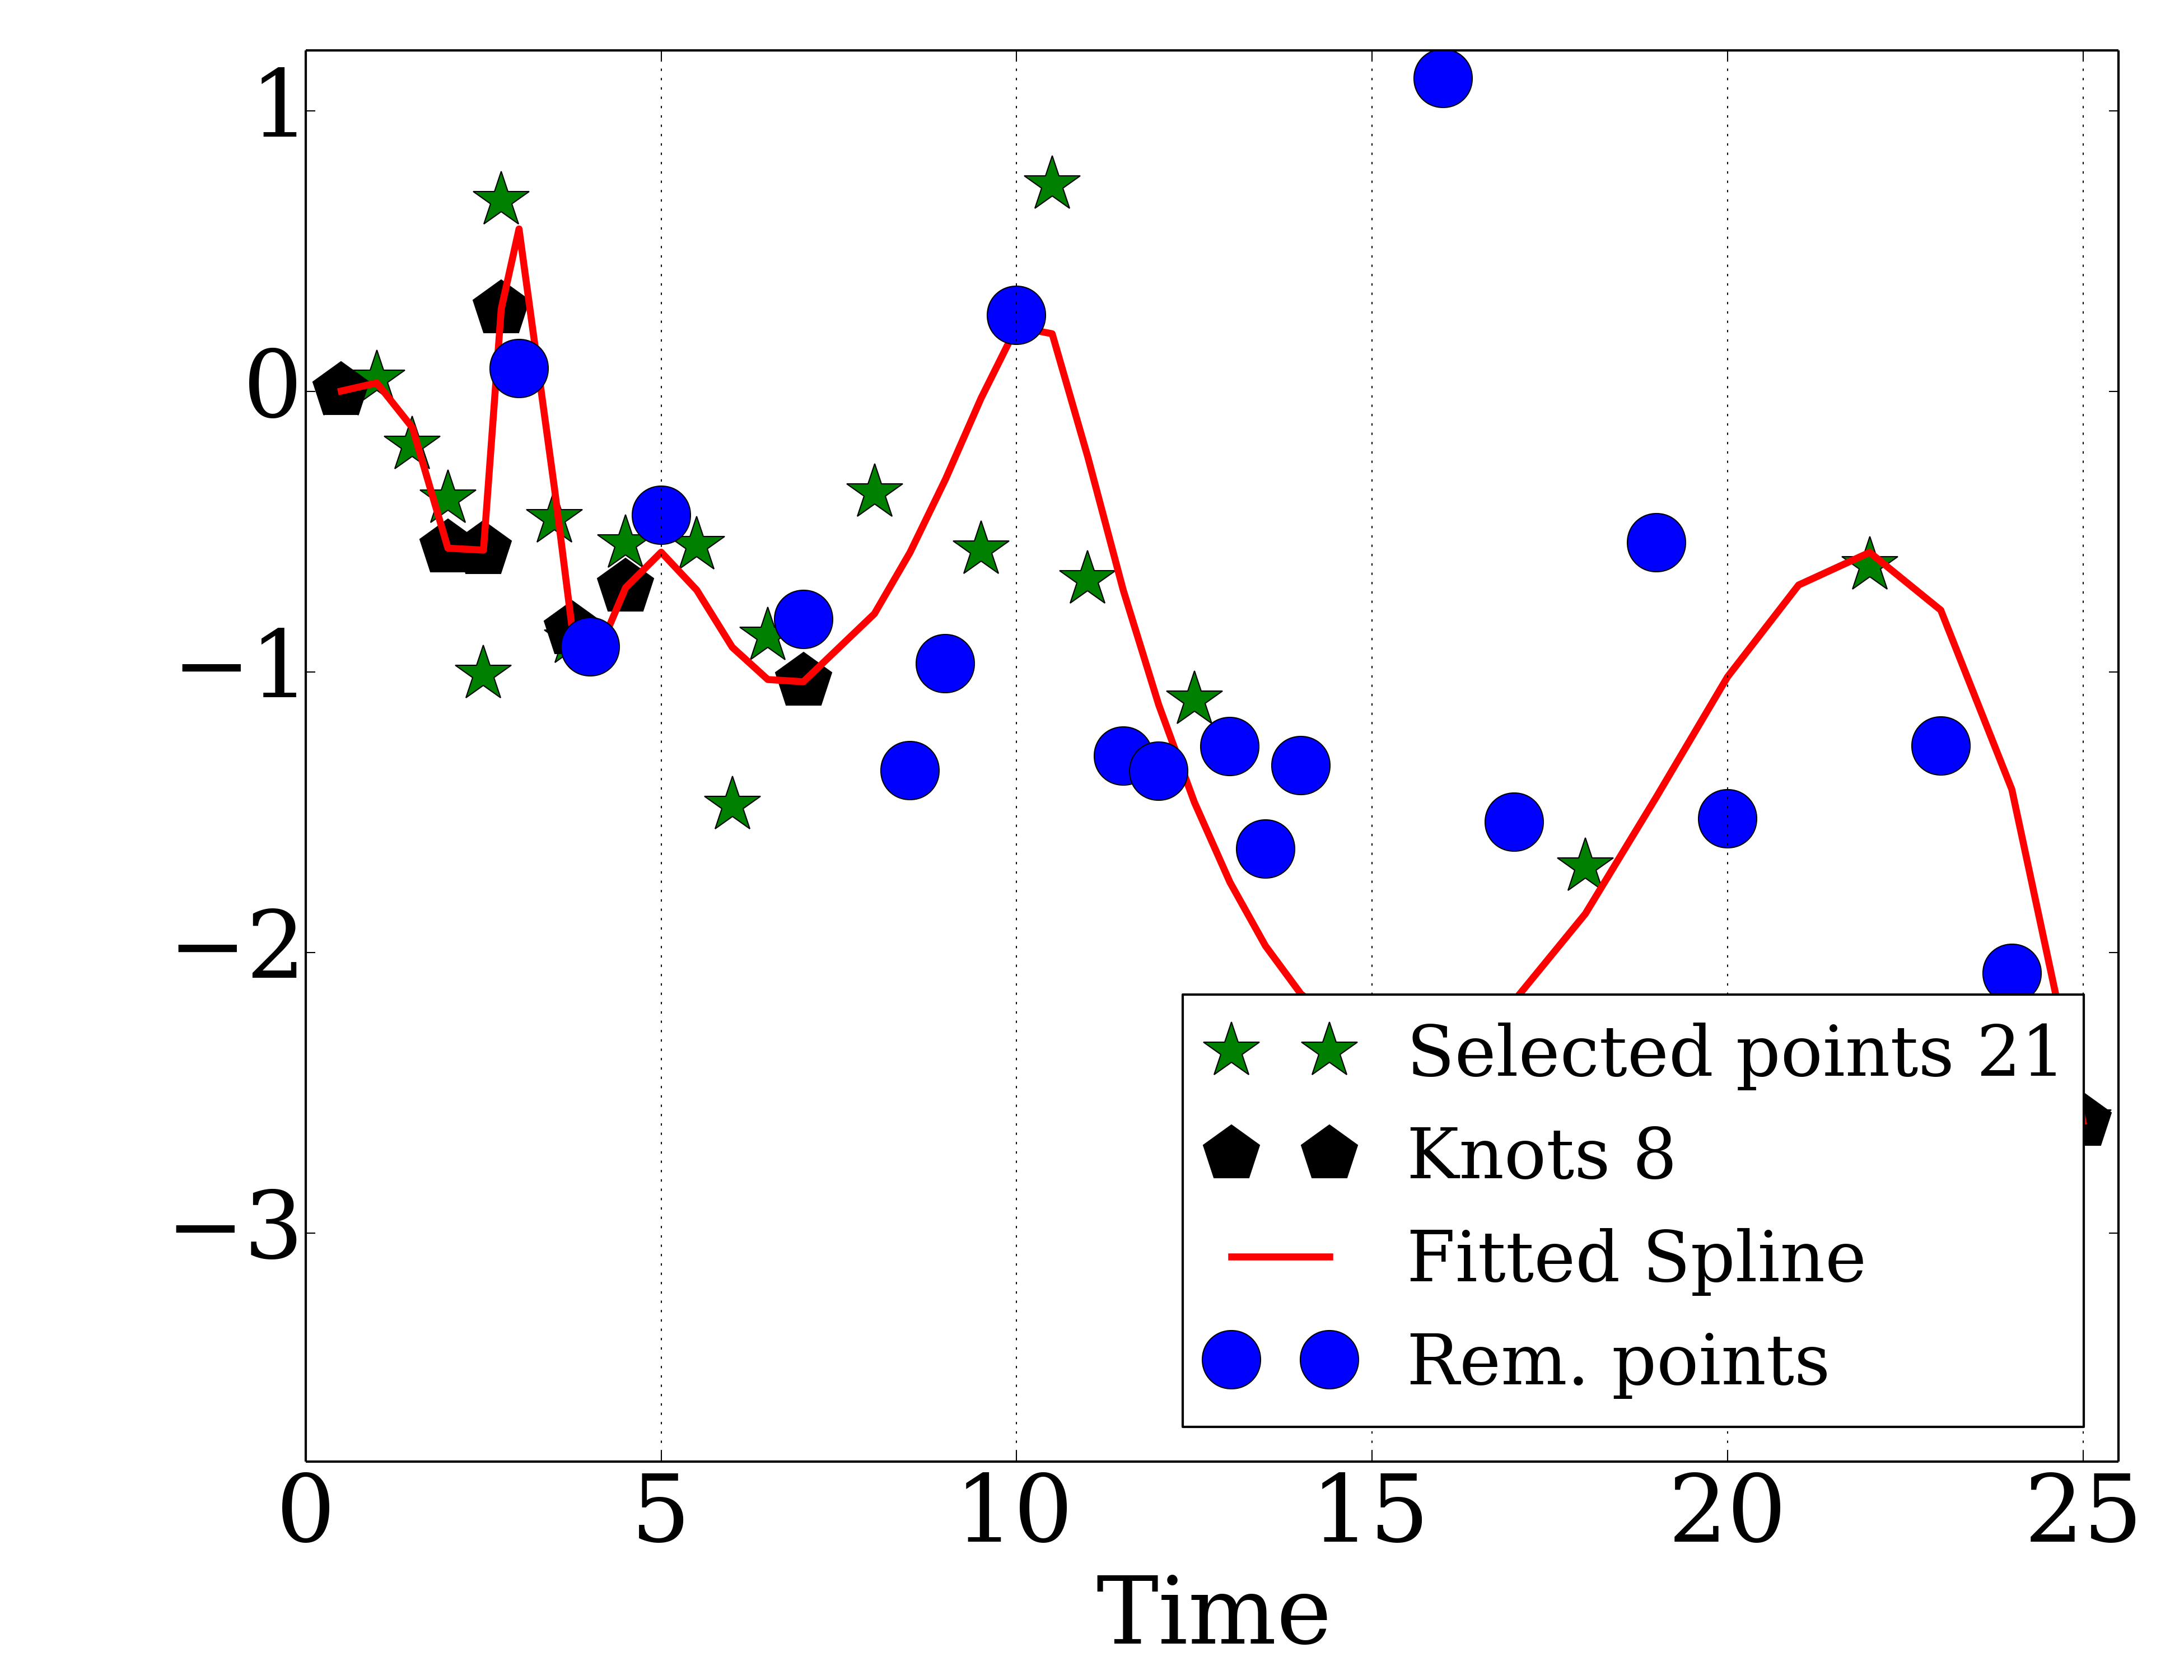 1
0
−1
−2
−3
0 5 10 15 20 25
Time
Selected points 21
Knots 8
Fitted Spline
Rem. points